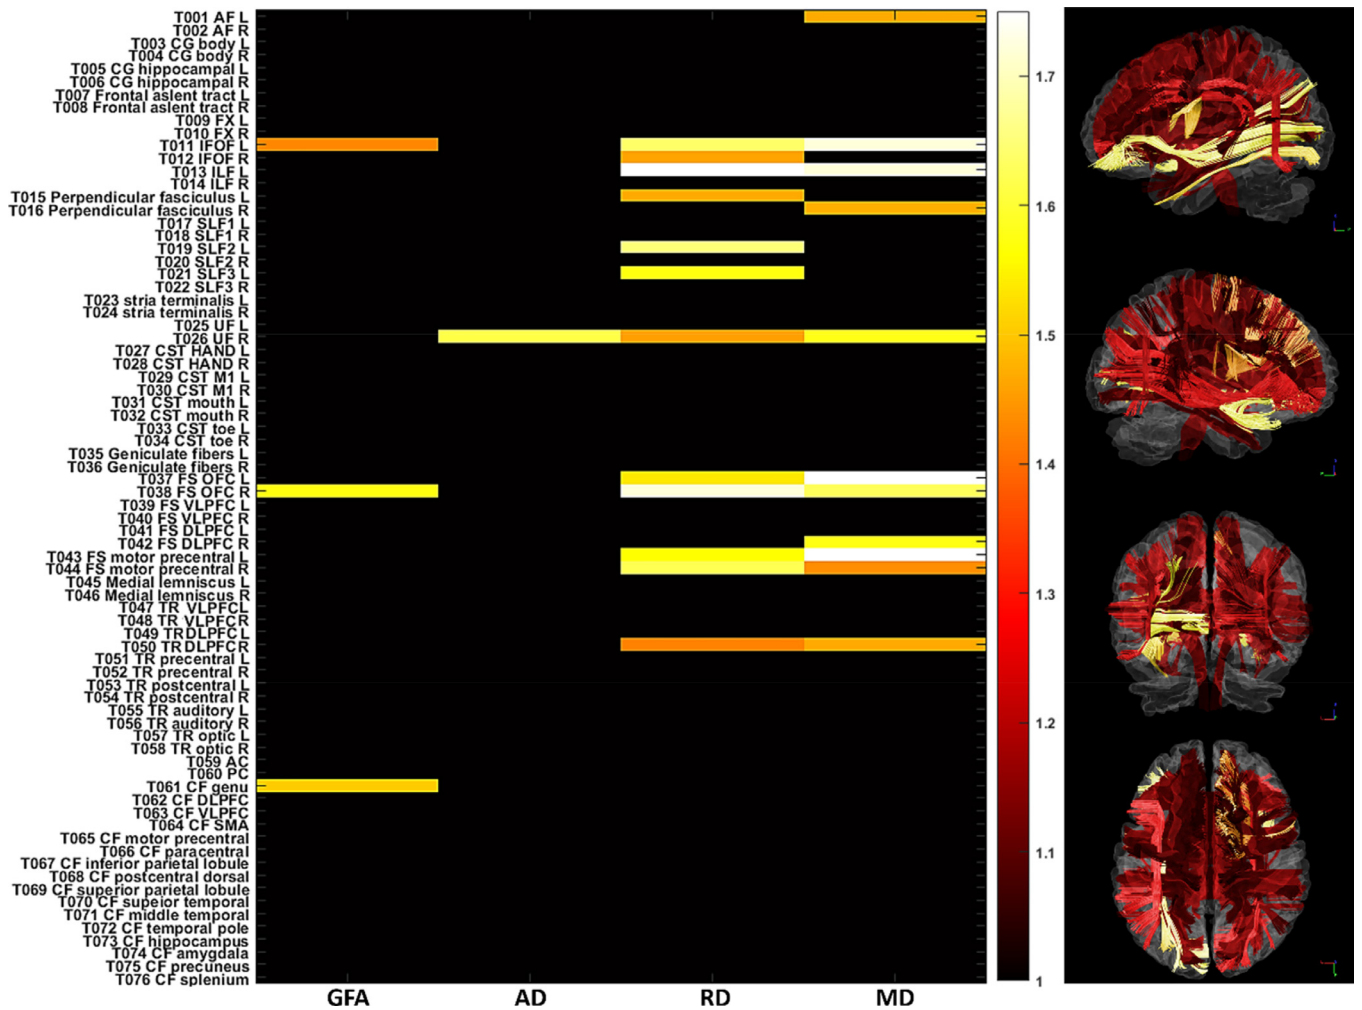 T001 AF L
T002 AF R
T003 CG body L
T004 CG body R
T005 CG hippocampal L
T006 CG hippocampal R
T007 Frontal aslent tract L
T008 Frontal aslent tract R
T009 FX L
T010 FX R
T011 IFOF L
T012 IFOF R
T013 ILF L
T014 ILF R
T015 Perpendicular fasciculus L
T016 Perpendicular fasciculus R
T017 SLF1 L
T018 SLF1 R
T019 SLF2 L
T020 SLF2 R
T021 SLF3 L
T022 SLF3 R
T023 stria terminalis L
T024 stria terminalis R
T025 UF L
T026 UF R
T027 CST HAND L
T028 CST HAND R
T029 CST M1 L
T030 CST M1 R
T031 CST mouth L
T032 CST mouth R
T033 CST toe L
T034 CST toe R
T035 Geniculate fibers L
T036 Geniculate fibers R
T037 FS OFC L
T038 FS OFC R
T039 FS VLPFC L
T040 FS VLPFC R
T041 FS DLPFC L
T042 FS DLPFC R
T043 FS motor precentral L
T044 FS motor precentral R
T045 Medial lemniscus L
T046 Medial lemniscus R
T047 TR VLPFCL
T048 TR VLPFCR
T049 TRDLPFCL
T050 TRDLPFCR
T051 TR precentral L
T052 TR precentral R
T053 TR postcentral L
T054 TR postcentral R
T055 TR auditory L
T056 TR auditory R
T057 TR optic L
T058 TR optic R
T059 AC
T060 PC
T061 CF genu
T062 CF DLPFC
T063 CF VLPFC
T064 CF SMA
T065 CF motor precentral
T066 CF paracentral
T067 CF inferior parietal lobule
T068 CF postcentral dorsal
T069 CF superior parietal lobule
T070 CF supeior temporal
T071 CF middle temporal
T072 CF temporal pole
T073 CF hippocampus
T074 CF amygdala
T075 CF precuneus
T076 CF splenium
GFA AD RD MD
1.7
1.6
1.5
1.4
1.3
1.2
1.1
1